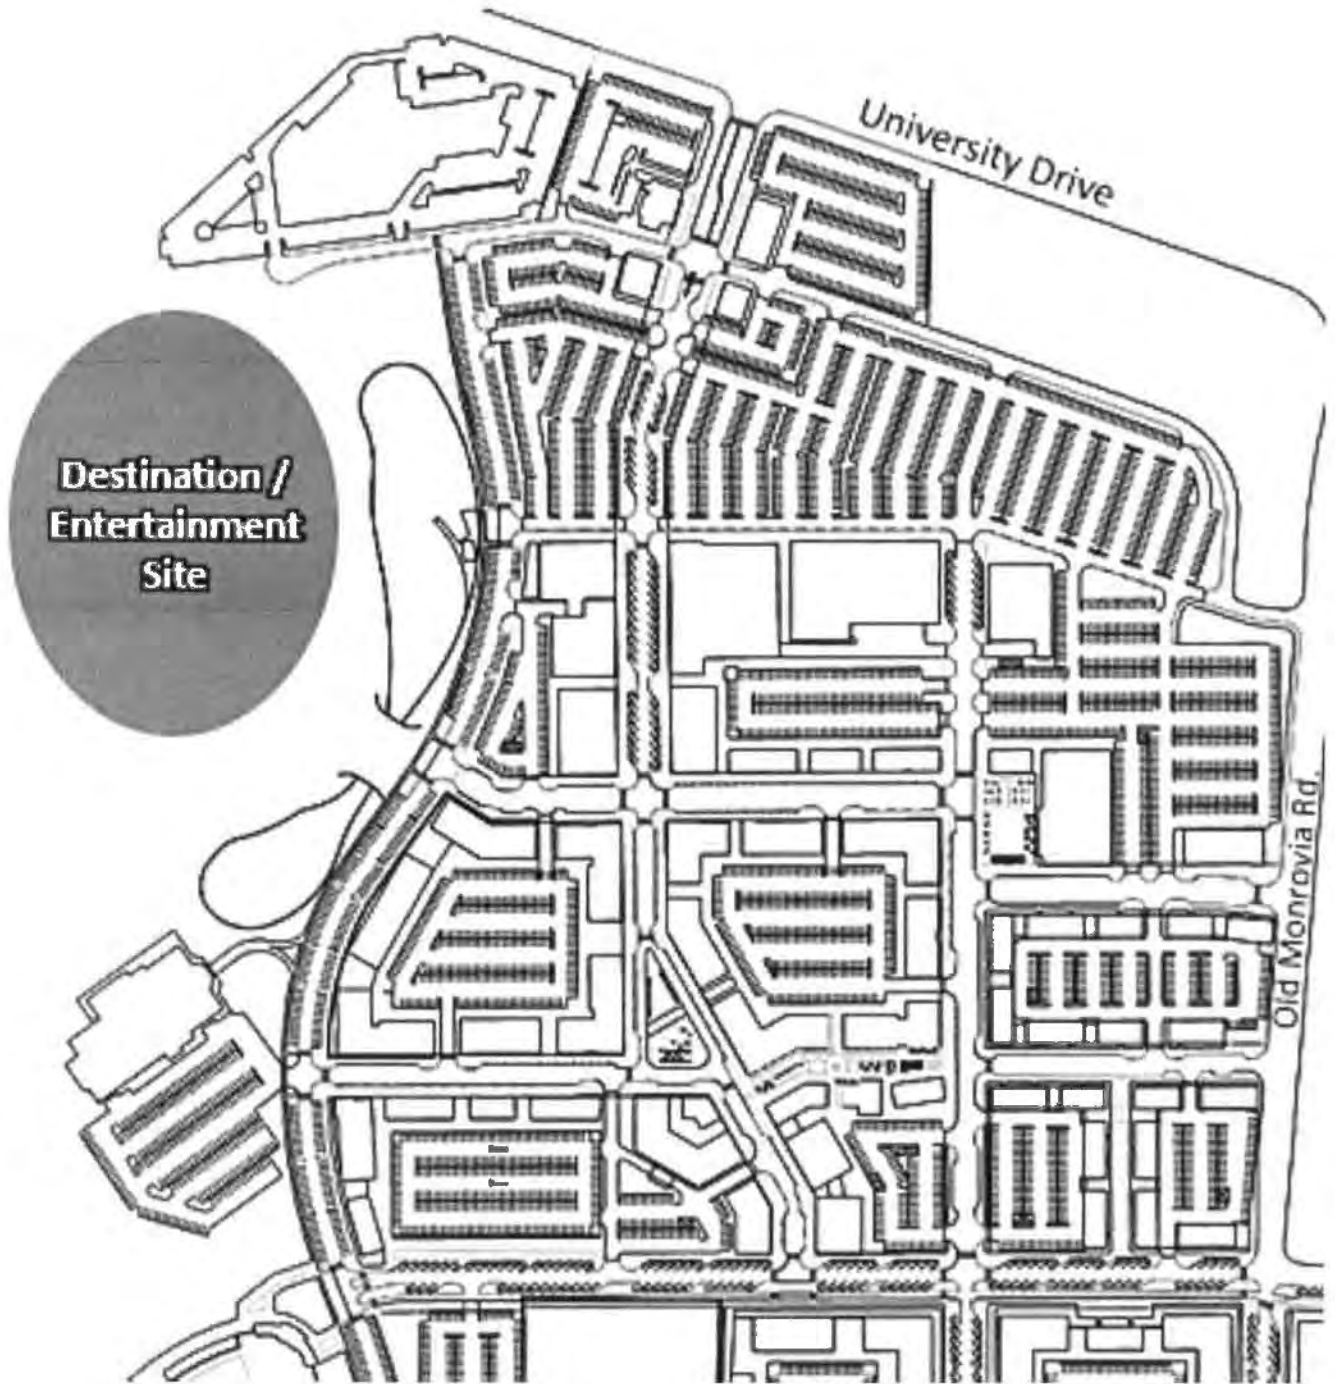 University Drive
Destination /
Entertainment
Site
Old Monrovia Rd.